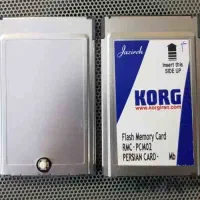 Jazireh
Insert this
SIDE UP
KORG
www.korgiran.com
Flash Memory Card
RMC - PCM02
PERSIAN CARD - Mb